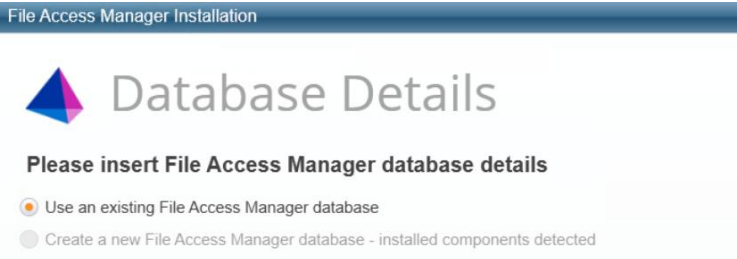 File Access Manager Installation
Database Details
Please insert File Access Manager database details
Use an existing File Access Manager database
Create a new File Access Manager database - installed components detected